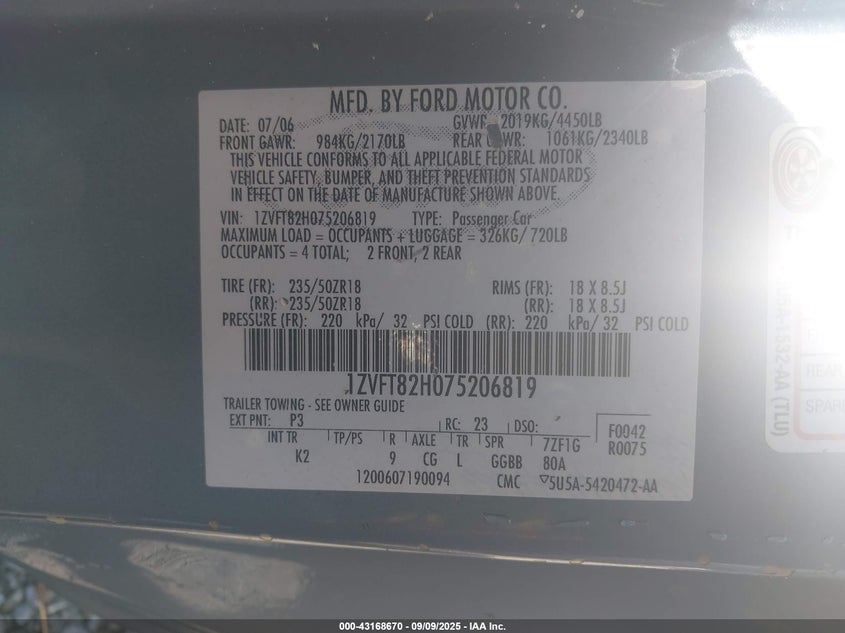 MFD. BY FORD MOTOR CO.
DATE: 07/06 GVWR: 2019KG/4450LB
FRONT GAWR: 984KG/2170LB REAR GAWR: 1061KG/2340LB
THIS VEHICLE CONFORMS TO ALL APPLICABLE FEDERAL MOTOR
VEHICLE SAFETY, BUMPER, AND THEFT PREVENTION STANDARDS
IN EFFECT ON THE DATE OF MANUFACTURE SHOWN ABOVE.
VIN: 1ZVFT82H075206819 TYPE: Passenger Car
MAXIMUM LOAD = OCCUPANTS + LUGGAGE = 326KG/ 720LB
OCCUPANTS = 4 TOTAL; 2 FRONT, 2 REAR
TIRE (FR): 235/50ZR18 RIMS (FR): 18 X 8.5J
(RR): 235/50ZR18 (RR): 18 X 8.5J
PRESSURE (FR): 220 kPa/ 32 PSI COLD (RR): 220 kPa/ 32 PSI COLD
1ZVFT82H075206819
TRAILER TOWING - SEE OWNER GUIDE
EXT PNT: P3 RC: 23 DSO:
INT TR TP/PS R AXLE TR SPR 7ZF1G F0042
K2 9 CG L GGBB 80A R0075
1200607190094 CMC 5U5A-5420472-AA
1532-AA (TLU)
REAR
000-43168670 - 09/09/2025 - IAA Inc.